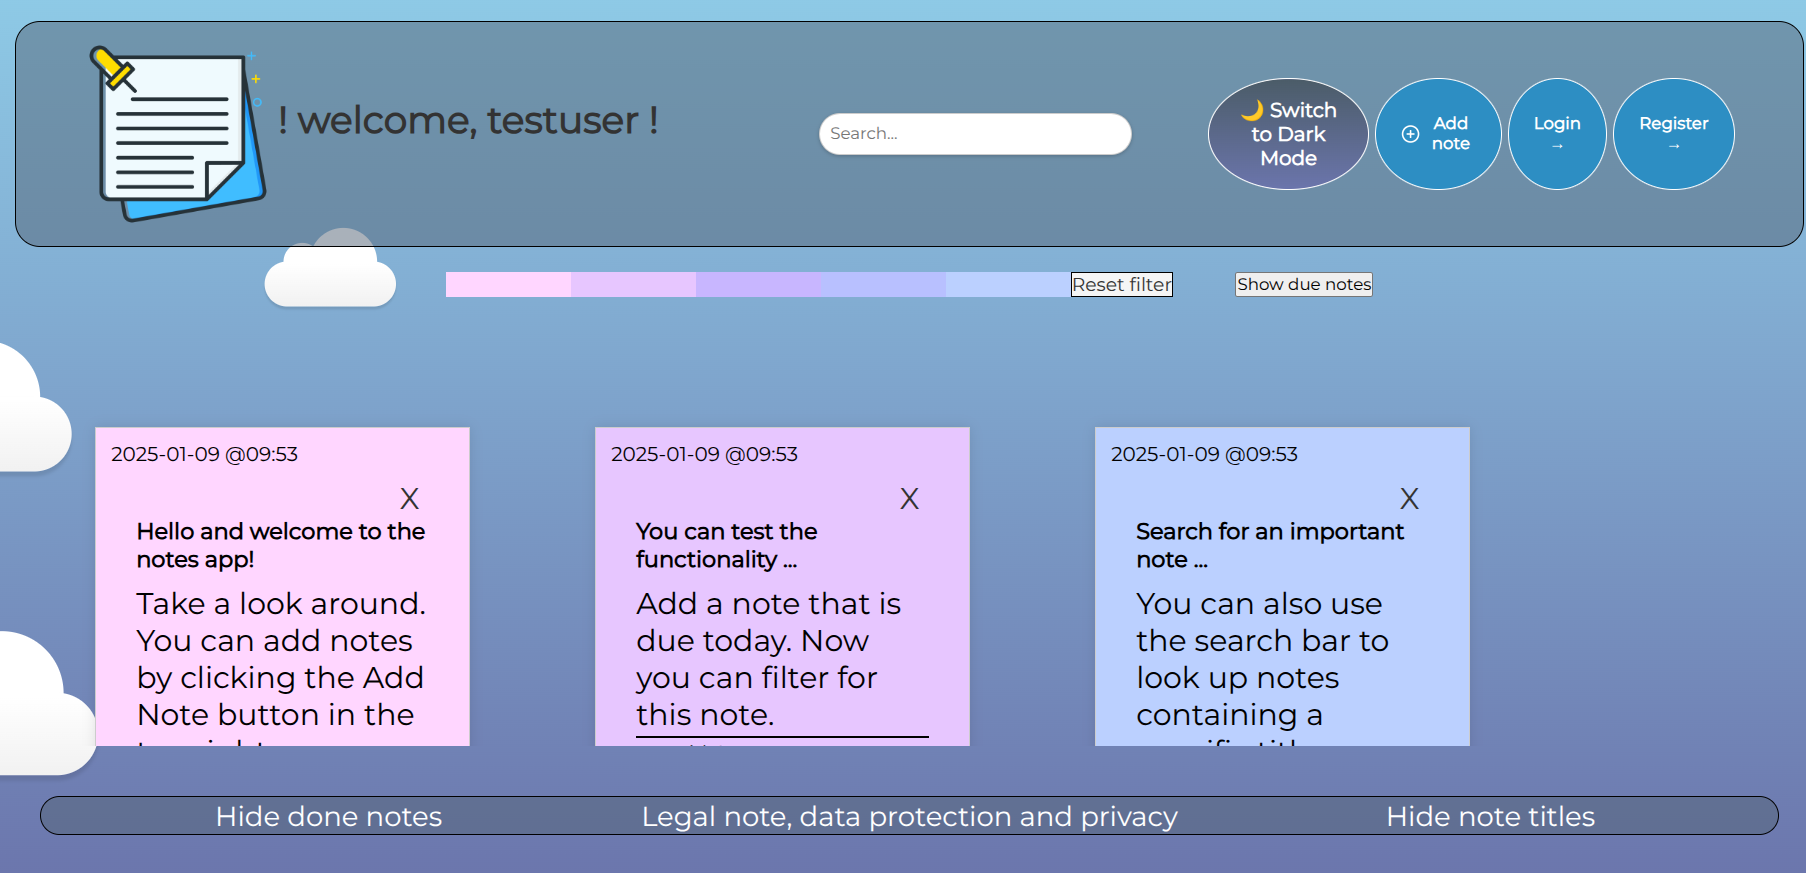 ! welcome, testuser !
Search...
🌙 Switch
to Dark
Mode
Add
note
Login
→
Register
→
Reset filter
Show due notes
2025-01-09 @09:53
X
Hello and welcome to the
notes app!
Take a look around.
You can add notes
by clicking the Add
Note button in the
2025-01-09 @09:53
X
You can test the
functionality ...
Add a note that is
due today. Now
you can filter for
this note.
2025-01-09 @09:53
X
Search for an important
note ...
You can also use
the search bar to
look up notes
containing a
Hide done notes
Legal note, data protection and privacy
Hide note titles